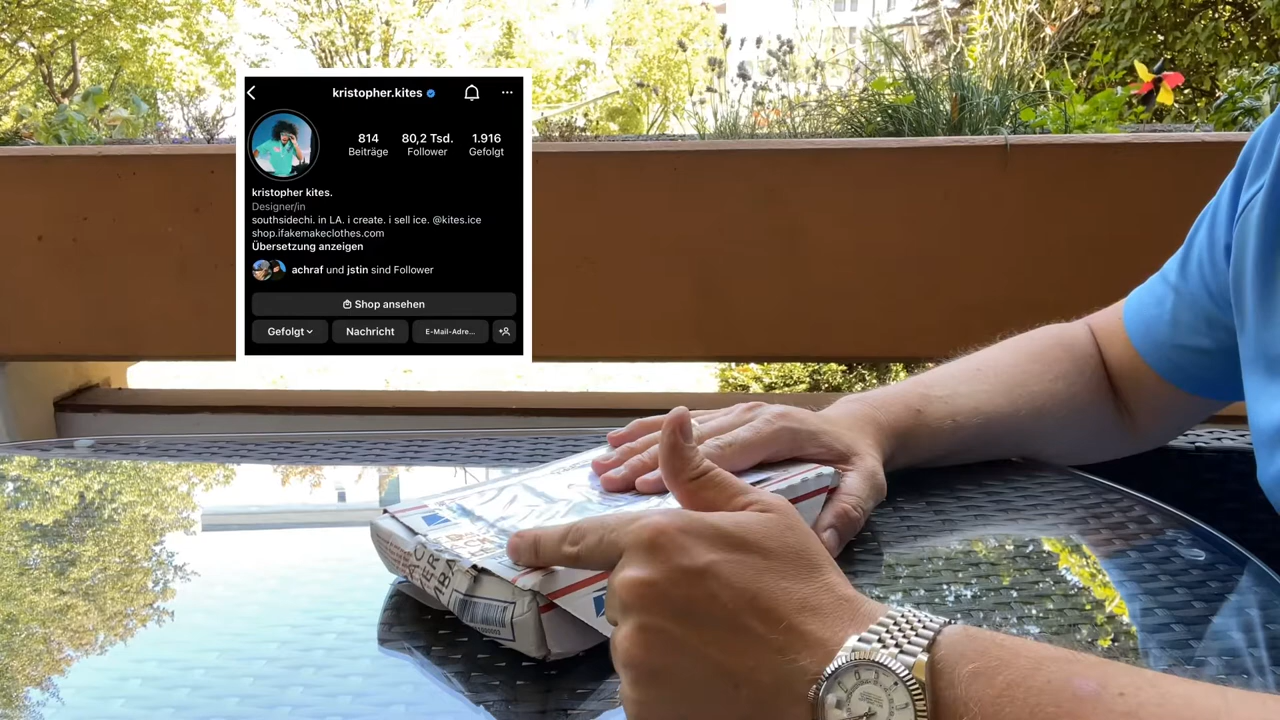 kristopher.kites
814
80,2 Tsd.
1.916
Beiträge
Follower
Gefolgt
kristopher kites.
Designer/in
southsidechi. in LA. i create. i sell ice. @kites.ice
shop.ifakemakeclothes.com
Übersetzung anzeigen
achraf und jstin sind Follower
Shop ansehen
Gefolgt
Nachricht
E-Mail-Adre...